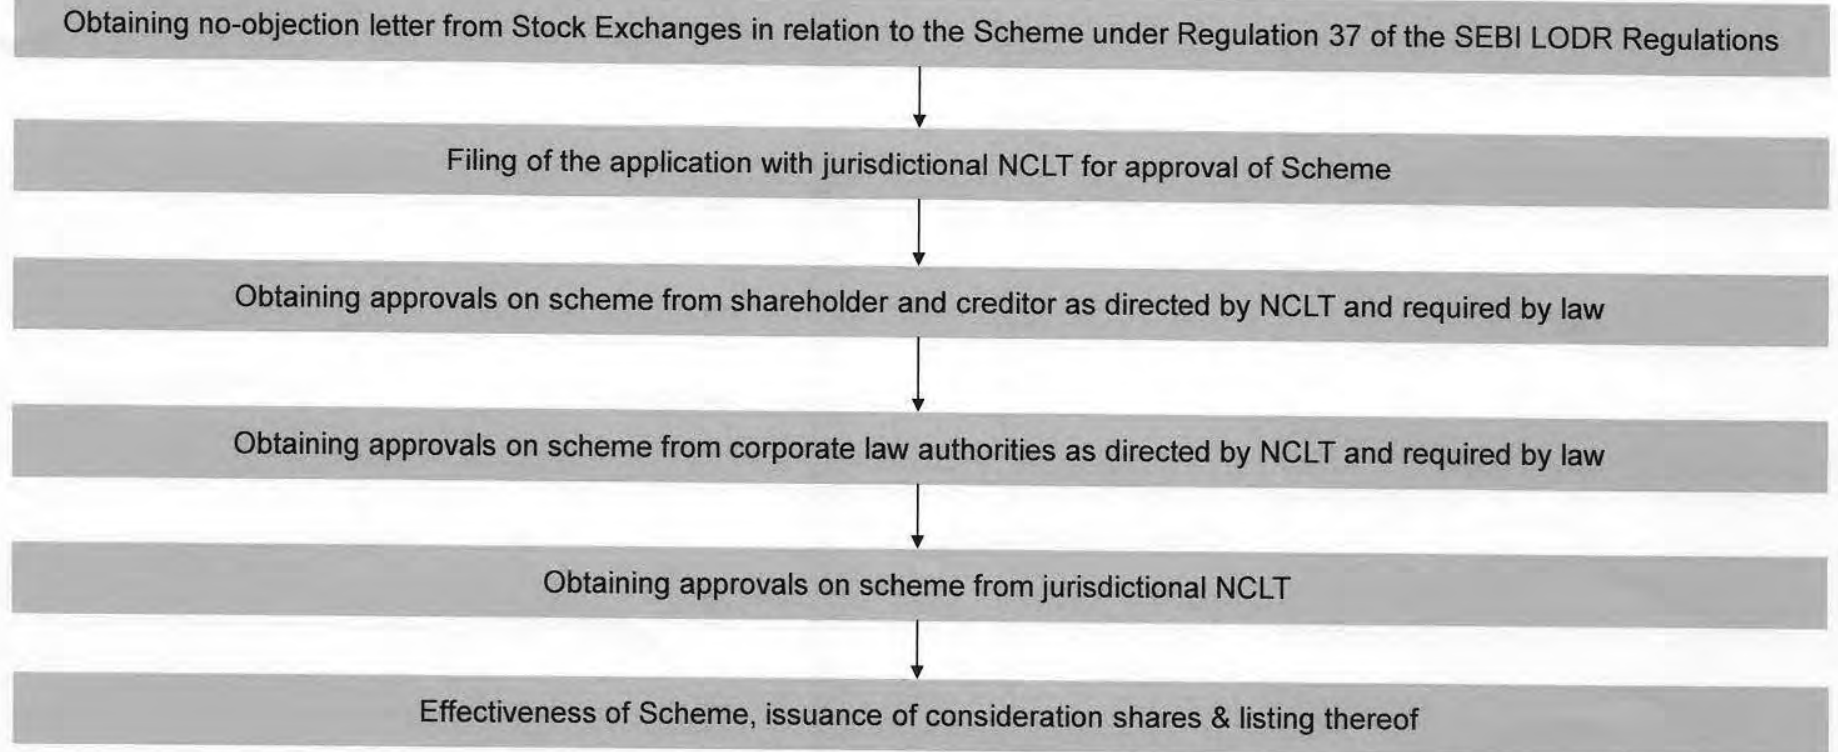 Obtaining no-objection letter from Stock Exchanges in relation to the Scheme under Regulation 37 of the SEBI LODR Regulations
Filing of the application with jurisdictional NCLT for approval of Scheme
Obtaining approvals on scheme from shareholder and creditor as directed by NCLT and required by law
Obtaining approvals on scheme from corporate law authorities as directed by NCLT and required by law
Obtaining approvals on scheme from jurisdictional NCLT
Effectiveness of Scheme, issuance of consideration shares & listing thereof